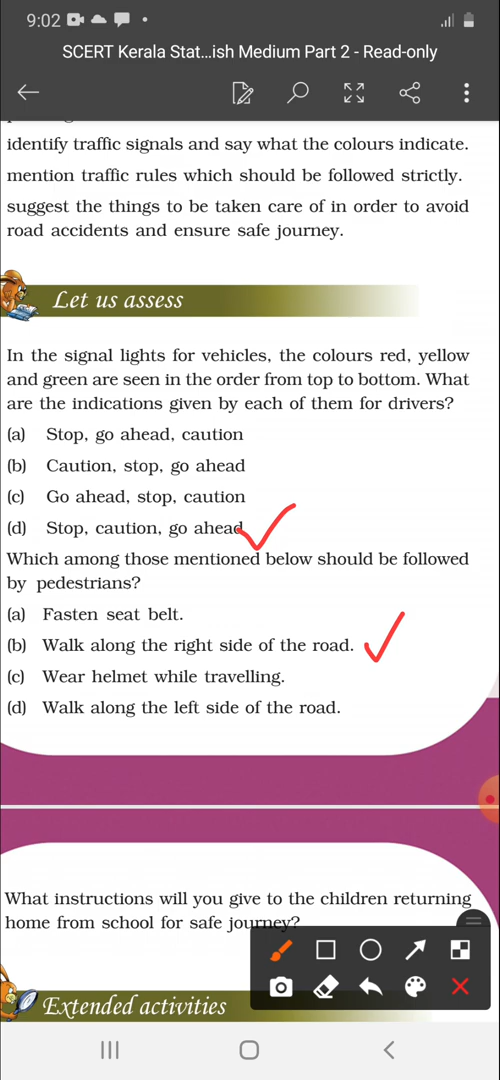 9:02
SCERT Kerala Stat...ish Medium Part 2 - Read-only
identify traffic signals and say what the colours indicate.
mention traffic rules which should be followed strictly.
suggest the things to be taken care of in order to avoid
road accidents and ensure safe journey.
Let us assess
In the signal lights for vehicles, the colours red, yellow
and green are seen in the order from top to bottom. What
are the indications given by each of them for drivers?
(a) Stop, go ahead, caution
(b) Caution, stop, go ahead
(c) Go ahead, stop, caution
(d) Stop, caution, go ahead
Which among those mentioned below should be followed
by pedestrians?
(a) Fasten seat belt.
(b) Walk along the right side of the road.
(c) Wear helmet while travelling.
(d) Walk along the left side of the road.
What instructions will you give to the children returning
home from school for safe journey?
Extended activities